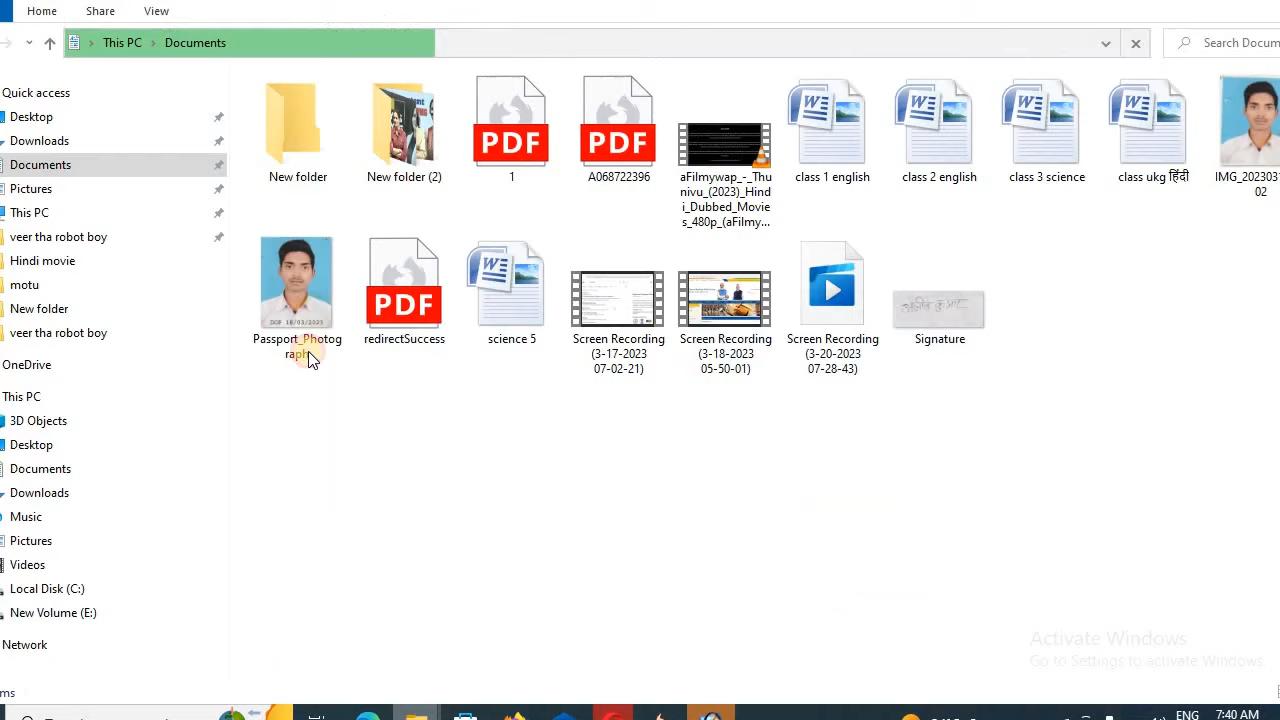 Home Share View
This PC Documents
Search Docum
Quick access
Desktop
Documents
Pictures
This PC
veer tha robot boy
Hindi movie
motu
New folder
veer tha robot boy
OneDrive
This PC
3D Objects
Desktop
Documents
Downloads
Music
Pictures
Videos
Local Disk (C:)
New Volume (E:)
Network
New folder
New folder (2)
PDF
1
PDF
A068722396
aFilmywap_-_Thu
nivu_(2023)_Hind
i_Dubbed_Movie
s_480p_(aFilmy...
class 1 english
class 2 english
class 3 science
class ukg हिंदी
IMG_202303
02
DOF 18/03/2023
Passport_Photog
raph
PDF
redirectSuccess
science 5
Screen Recording
(3-17-2023
07-02-21)
Screen Recording
(3-18-2023
05-50-01)
Screen Recording
(3-20-2023
07-28-43)
Signature
Activate Windows
Go to Settings to activate Windows.
ENG
7:40 AM